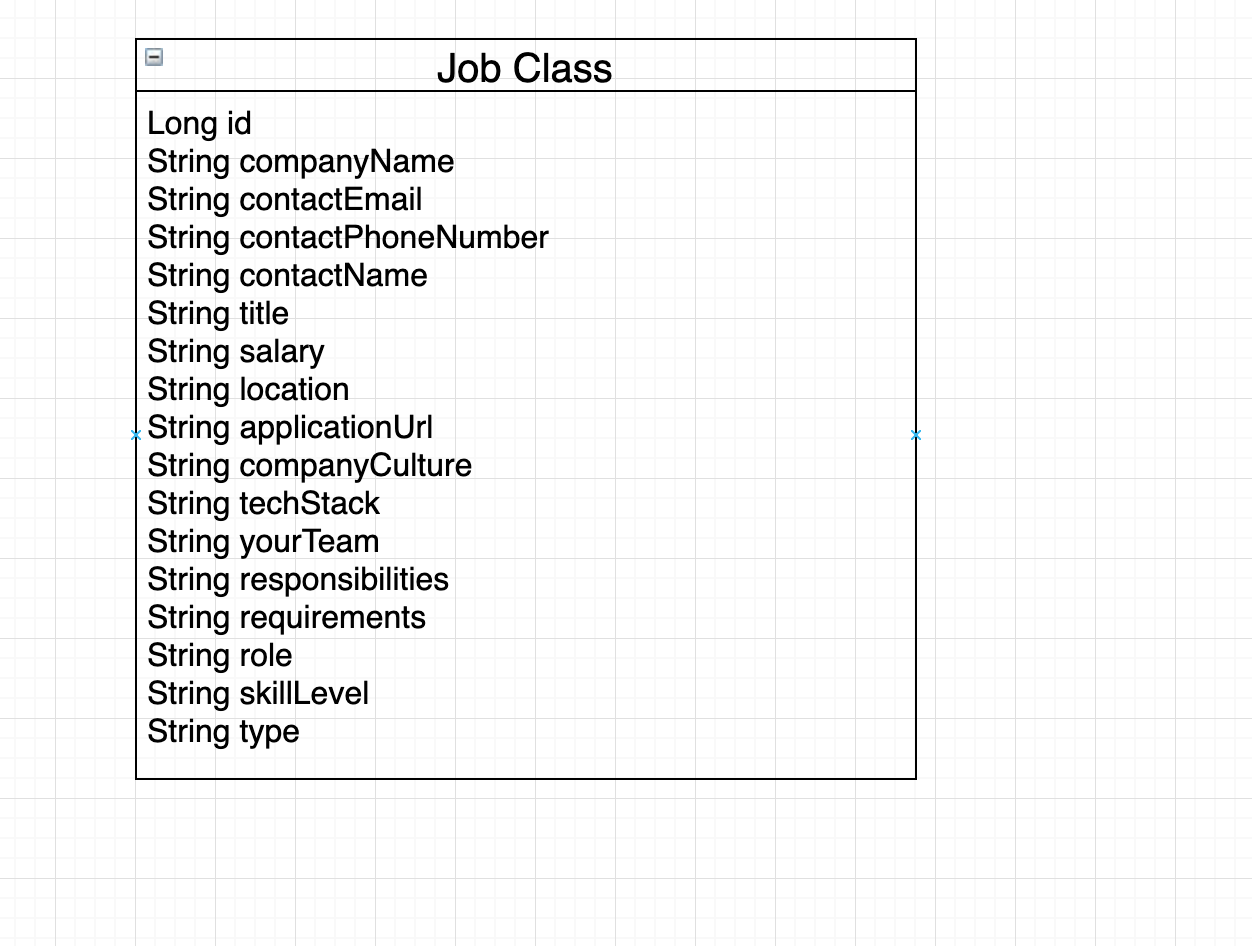 Job Class
Long id
String companyName
String contactEmail
String contactPhoneNumber
String contactName
String title
String salary
String location
String applicationUrl
String companyCulture
String techStack
String yourTeam
String responsibilities
String requirements
String role
String skillLevel
String type